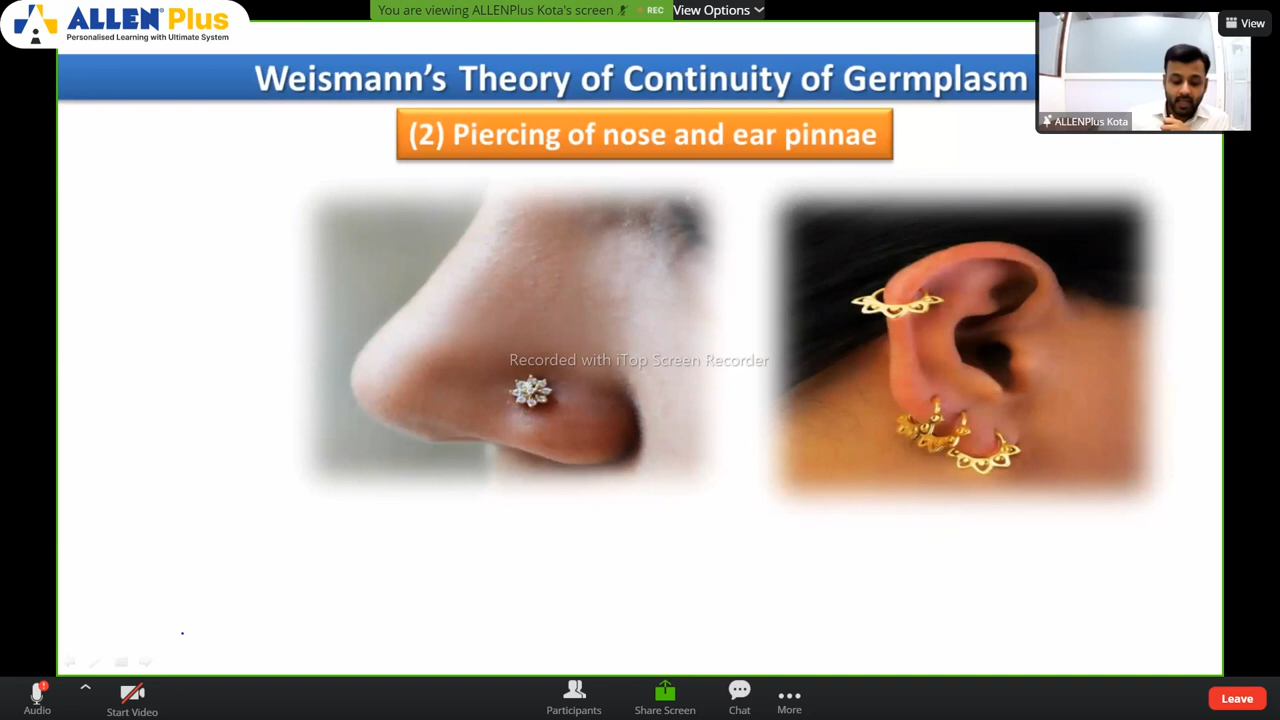 You are viewing ALLENPlus Kota's screen
REC
View Options
ALLEN Plus
Personalised Learning with Ultimate System
View
Weismann's Theory of Continuity of Germplasm
ALLENPlus Kota
(2) Piercing of nose and ear pinnae
Recorded with iTop Screen Recorder
Audio
Start Video
Participants
Share Screen
Chat
More
Leave